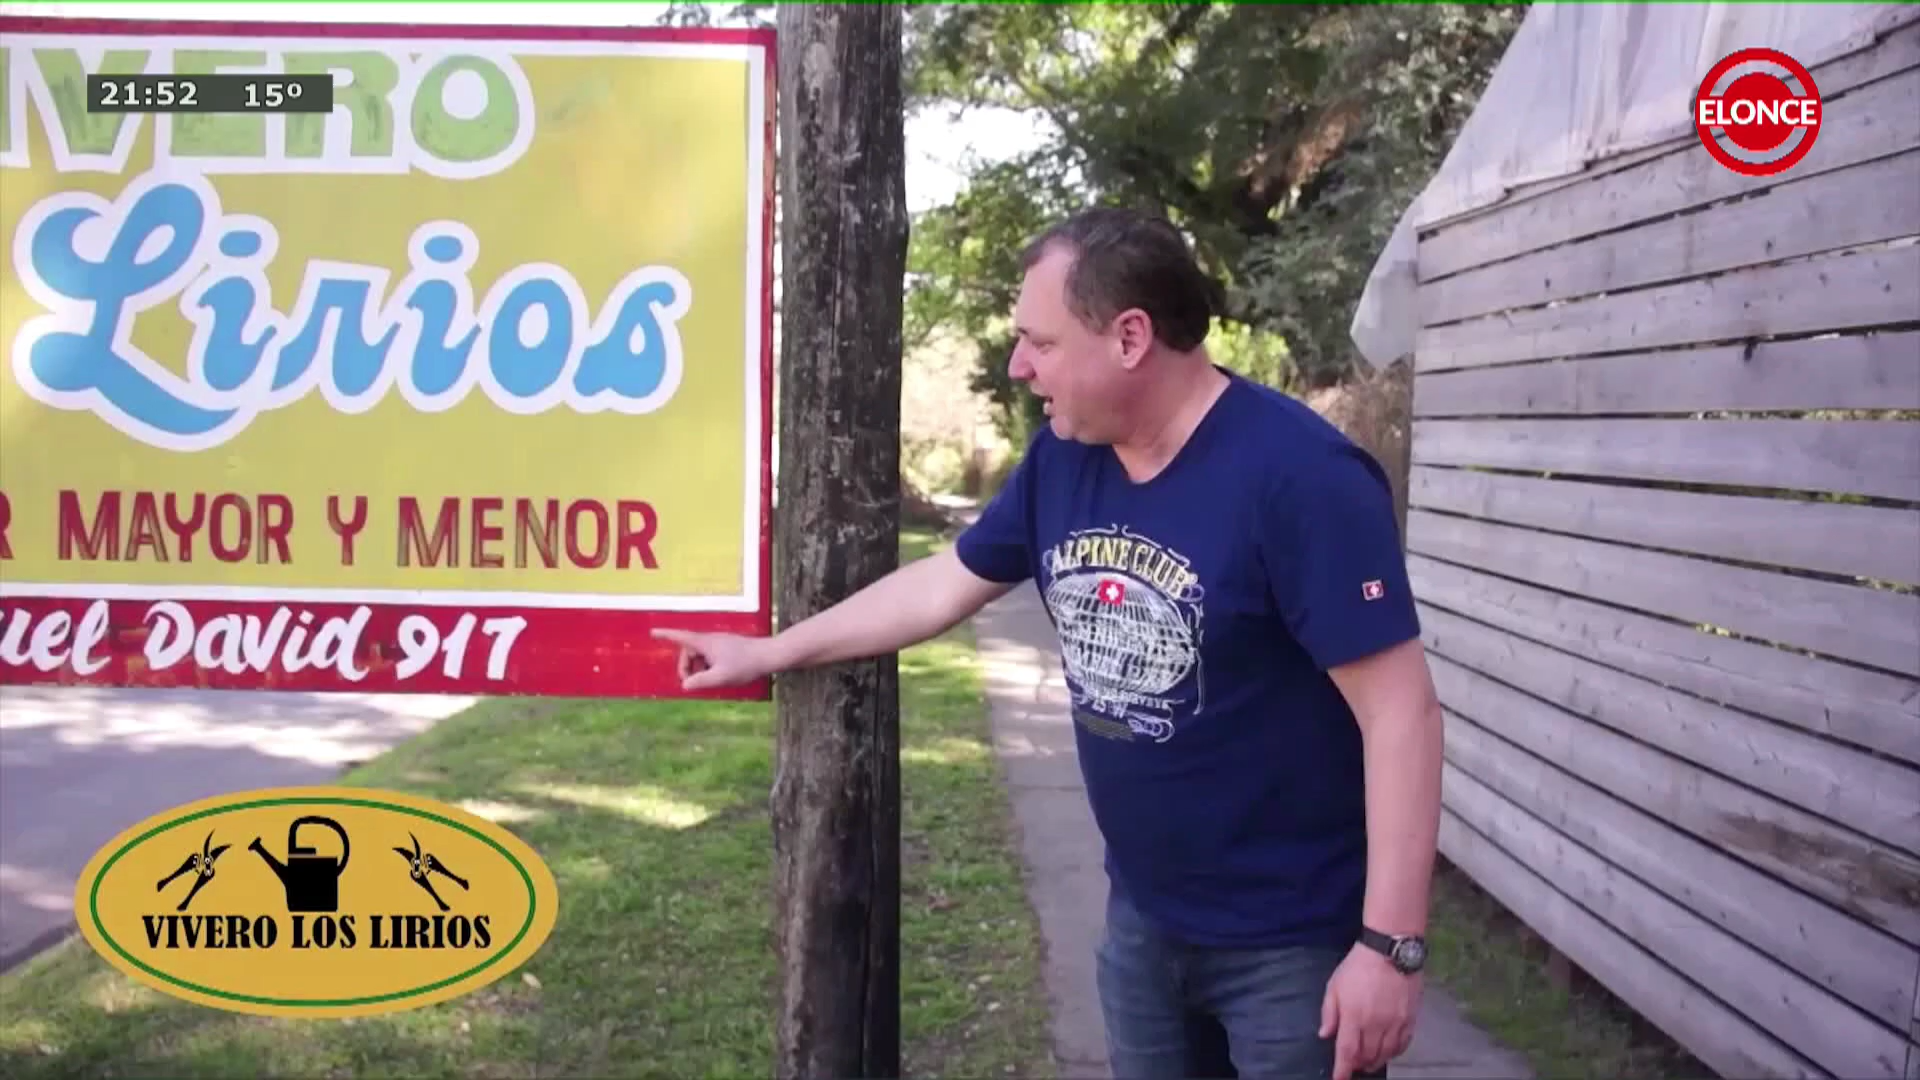 21:52 15º
ELONCE
IVERO
Lirios
R MAYOR Y MENOR
uel David 917
ALPINE CLUB
VIVERO LOS LIRIOS